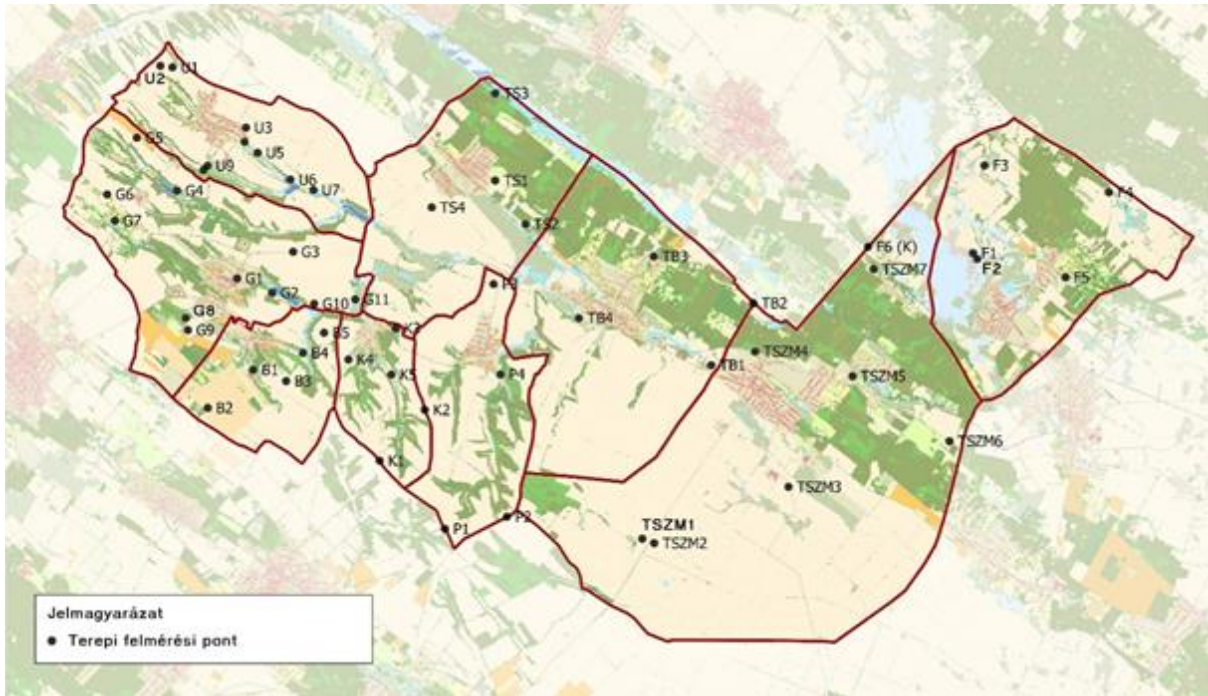 TS3
U2
U1
U3
G5
U5
F3
U9
U6
TS1
G4
U7
F4
G6
TS4
G7
TS2
F6 (K)
G3
TB3
F1
F2
TSZM7
G1
F5
P3
G2
G11
G10
TB2
G8
TB4
G9
K3
B5
TSZM4
B4
K4
TB1
B1
K5
P4
TSZM5
B3
B2
K2
TSZM6
K1
TSZM3
P2
P1
TSZM1
TSZM2
Jelmagyarázat
Terepi felmérési pont